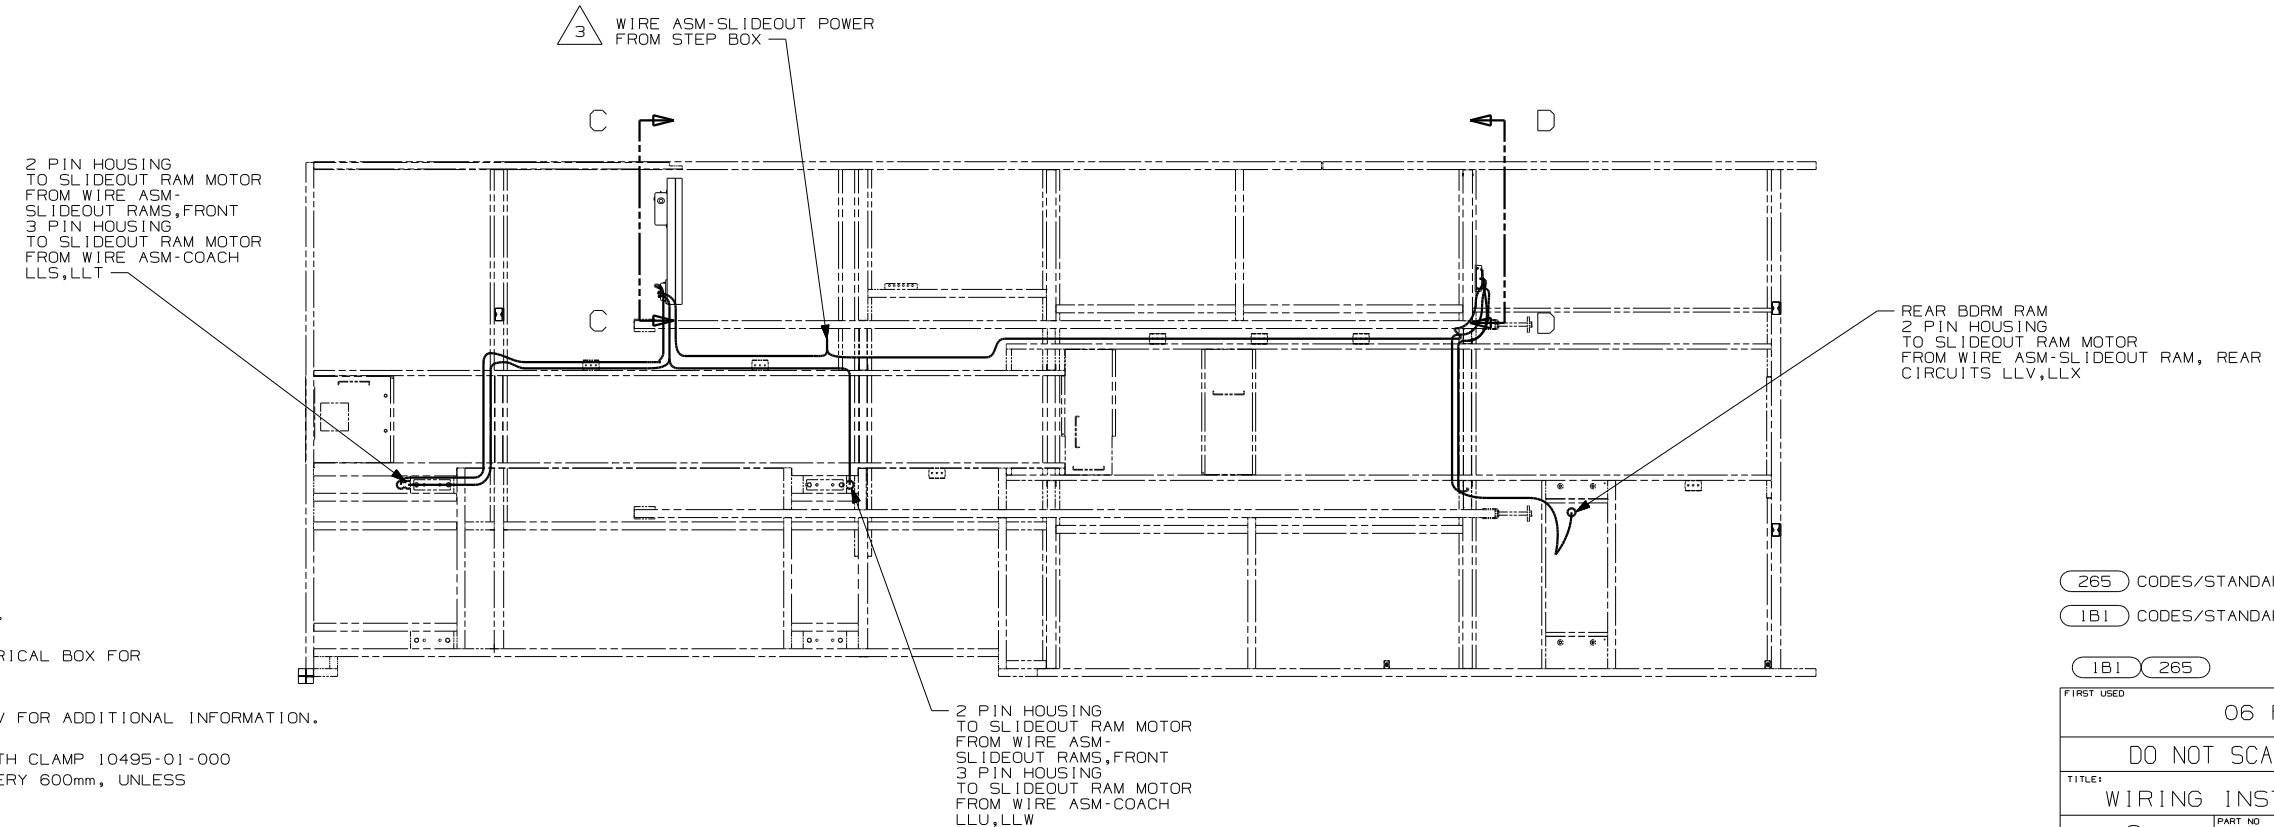 3
WIRE ASM-SLIDEOUT POWER
FROM STEP BOX
C
D
2 PIN HOUSING
TO SLIDEOUT RAM MOTOR
FROM WIRE ASM-
SLIDEOUT RAMS,FRONT
3 PIN HOUSING
TO SLIDEOUT RAM MOTOR
FROM WIRE ASM-COACH
LLS,LLT
C
D
REAR BDRM RAM
2 PIN HOUSING
TO SLIDEOUT RAM MOTOR
FROM WIRE ASM-SLIDEOUT RAM, REAR
CIRCUITS LLV,LLX
RICAL BOX FOR
FOR ADDITIONAL INFORMATION.
TH CLAMP 10495-01-000
ERY 600mm, UNLESS
2 PIN HOUSING
TO SLIDEOUT RAM MOTOR
FROM WIRE ASM-
SLIDEOUT RAMS,FRONT
3 PIN HOUSING
TO SLIDEOUT RAM MOTOR
FROM WIRE ASM-COACH
LLU,LLW
265 CODES/STANDA
1B1 CODES/STANDA
1B1 265
FIRST USED
06
DO NOT SCA
TITLE:
WIRING INS
PART NO